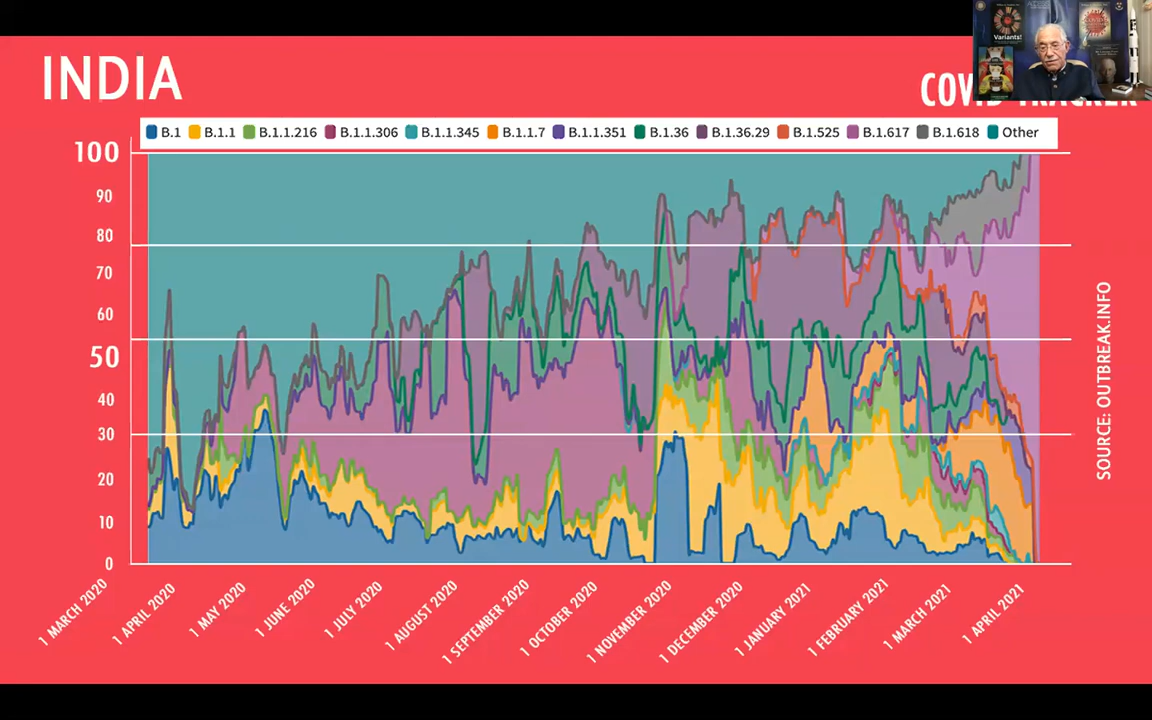 INDIA
COVID TRACKER
B.1 B.1.1 B.1.1.216 B.1.1.306 B.1.1.345 B.1.1.7 B.1.1.351 B.1.36 B.1.36.29 B.1.525 B.1.617 B.1.618 Other
100
90
80
70
60
50
40
30
20
10
0
1 MARCH 2020
1 APRIL 2020
1 MAY 2020
1 JUNE 2020
1 JULY 2020
1 AUGUST 2020
1 SEPTEMBER 2020
1 OCTOBER 2020
1 NOVEMBER 2020
1 DECEMBER 2020
1 JANUARY 2021
1 FEBRUARY 2021
1 MARCH 2021
1 APRIL 2021
SOURCE: OUTBREAK.INFO
Variants!